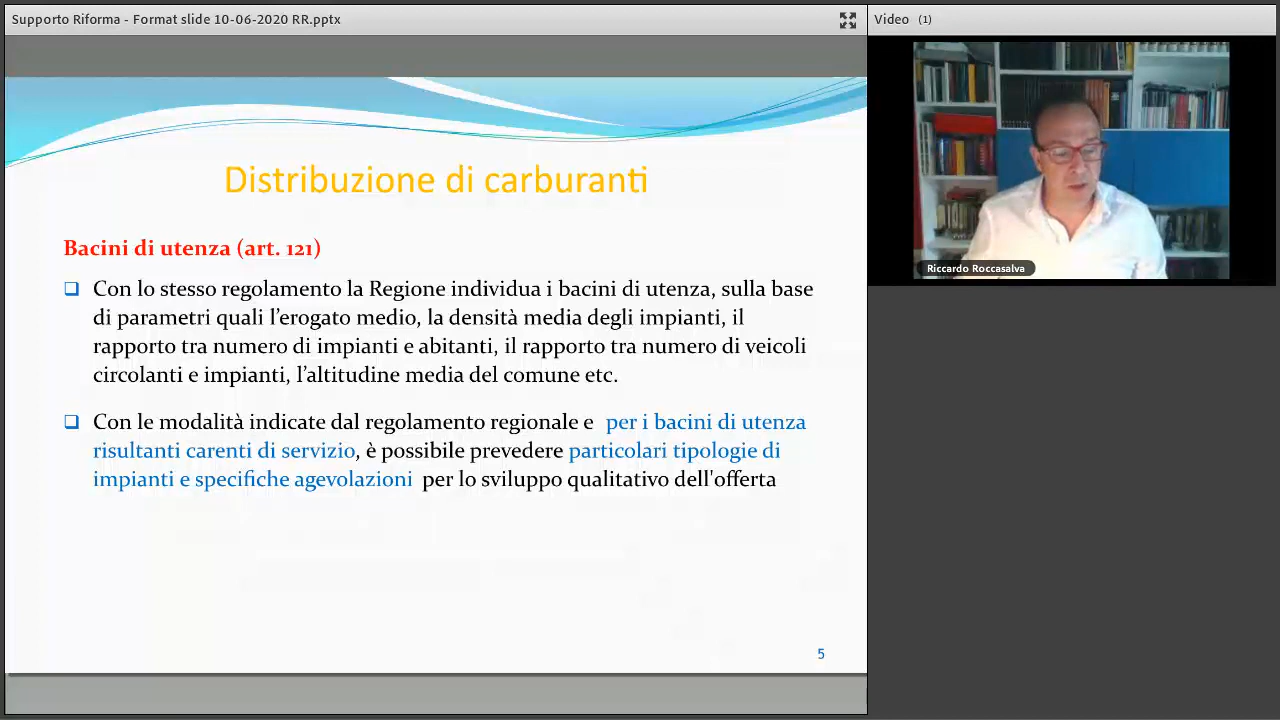 Supporto Riforma - Format slide 10-06-2020 RR.pptx
Video (1)
Riccardo Roccasalva
Distribuzione di carburanti
Bacini di utenza (art. 121)
Con lo stesso regolamento la Regione individua i bacini di utenza, sulla base
di parametri quali l’erogato medio, la densità media degli impianti, il
rapporto tra numero di impianti e abitanti, il rapporto tra numero di veicoli
circolanti e impianti, l’altitudine media del comune etc.
Con le modalità indicate dal regolamento regionale e per i bacini di utenza
risultanti carenti di servizio, è possibile prevedere particolari tipologie di
impianti e specifiche agevolazioni per lo sviluppo qualitativo dell'offerta
5